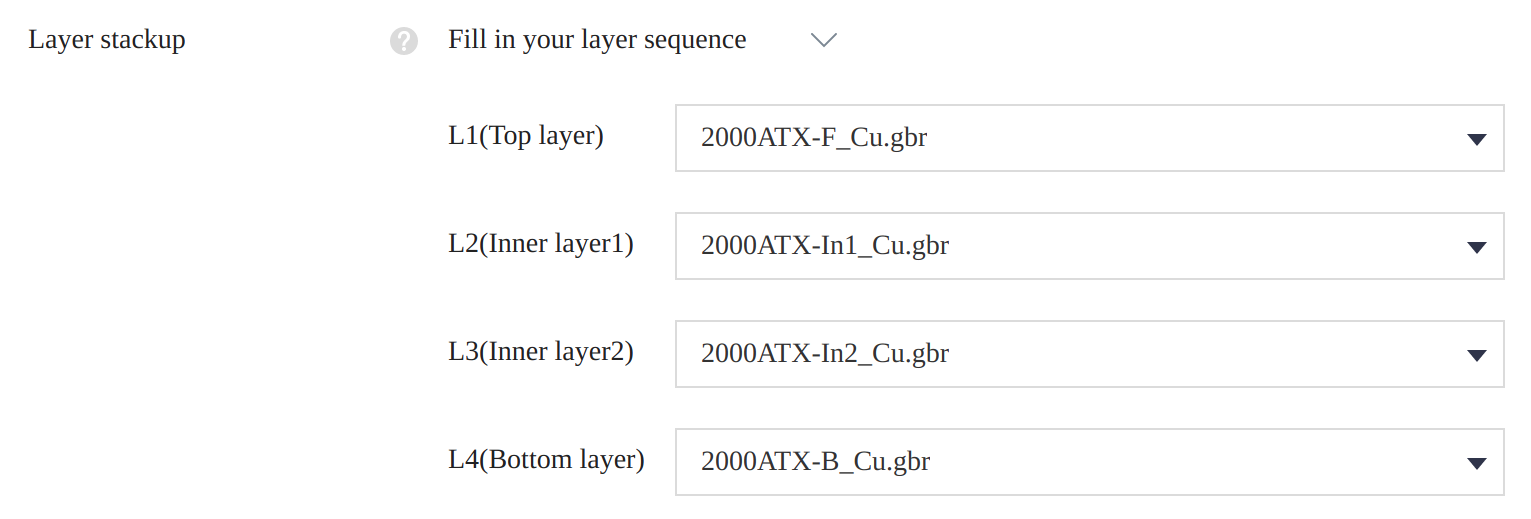 Layer stackup ? Fill in your layer sequence
L1(Top layer) 2000ATX-F_Cu.gbr
L2(Inner layer1) 2000ATX-In1_Cu.gbr
L3(Inner layer2) 2000ATX-In2_Cu.gbr
L4(Bottom layer) 2000ATX-B_Cu.gbr